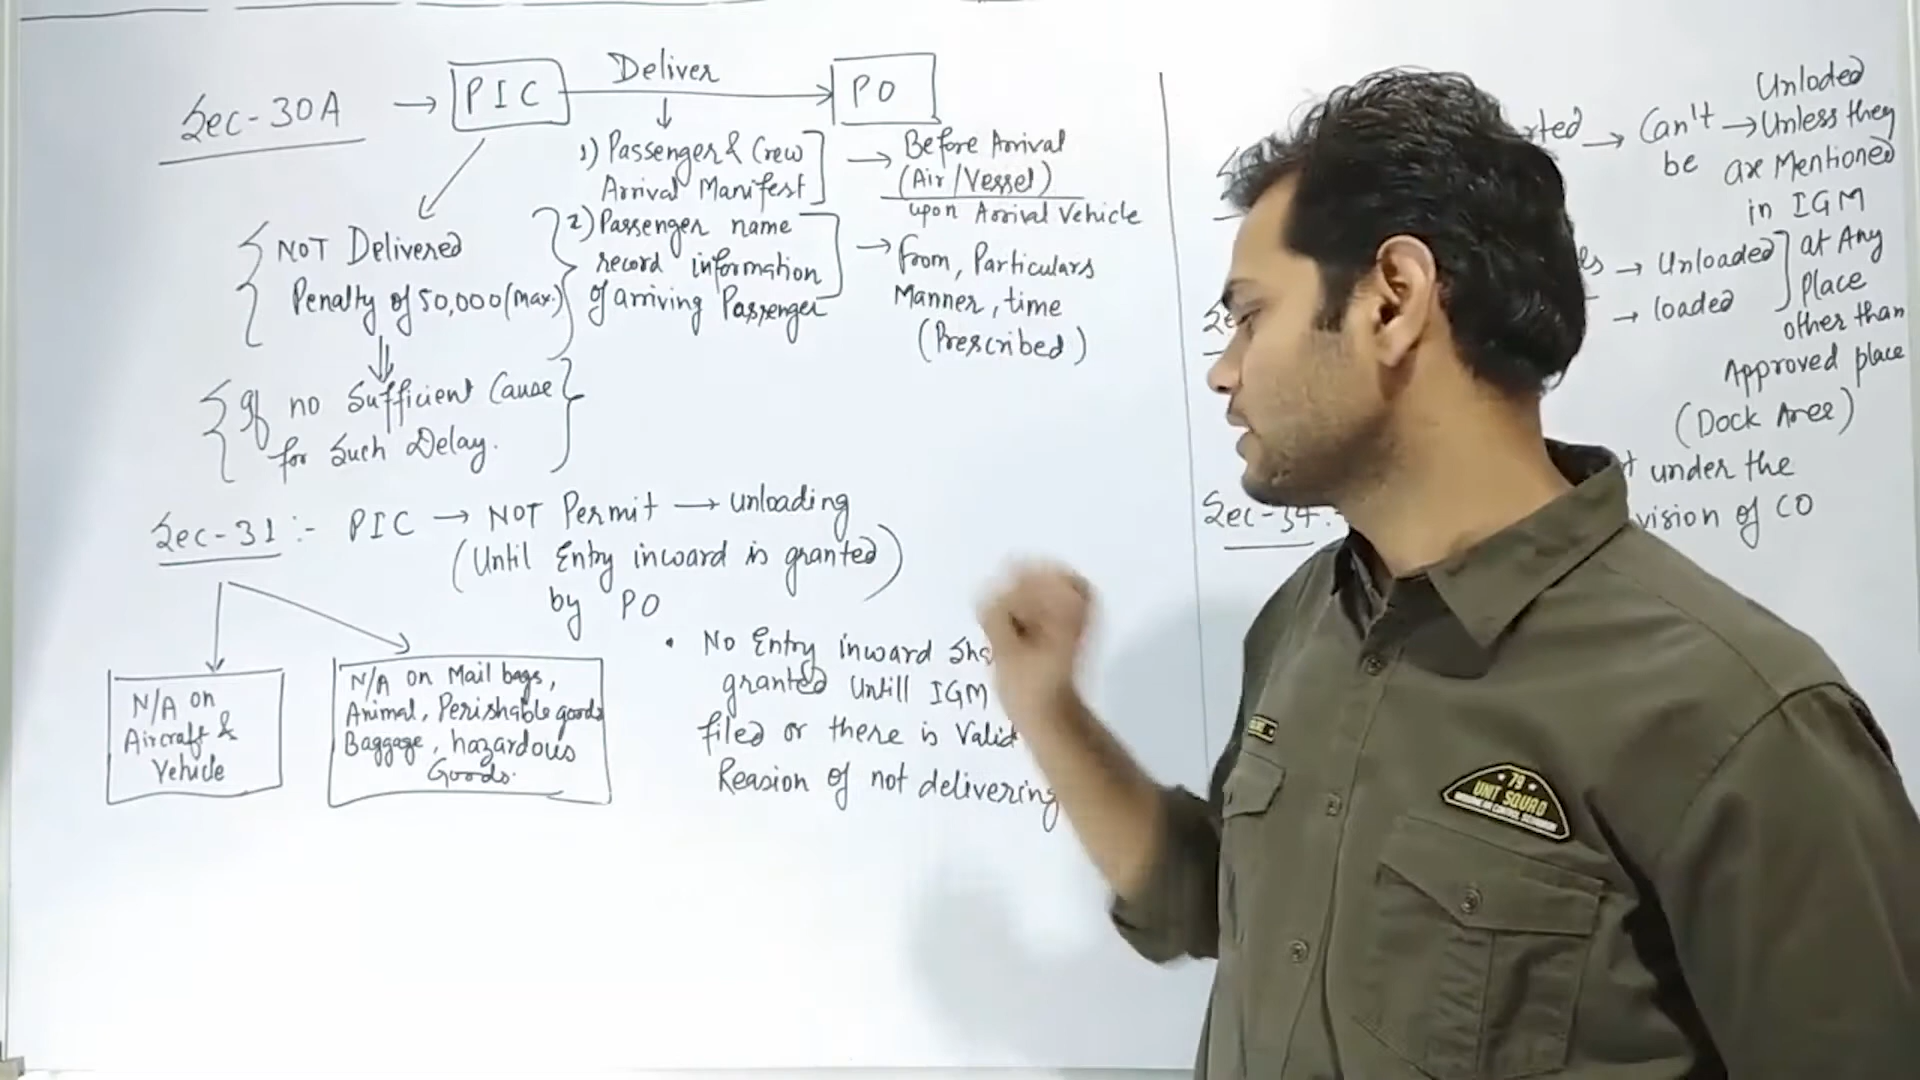 Sec-30A → PIC Deliver → PO
1) Passenger & Crew
Arrival Manifest
→ Before Arrival
(Air/Vessel)
upon Arrival Vehicle
2) Passenger name
record information
of arriving Passenger
→ From, Particulars
Manner, time
(Prescribed)
NOT Delivered
Penalty of 50,000 (max.)
If no Sufficient Cause
for Such Delay.
Sec-31:- PIC → NOT Permit → unloading
(Until Entry inward is granted)
by PO
N/A on
Aircraft &
Vehicle
N/A on Mail bags,
Animal, Perishable goods
Baggage, hazardous
Goods.
• No Entry inward
granted Untill IGM
filed or there is Valid
Reasion of not delivering
→ Can't be → Unloded
Unless they
are Mentioned
in IGM
→ Unloaded
→ loaded
at Any
Place
other than
Approved place
(Dock Area)
Sec-34:-
under the
of CO
79
UNIT SQUAD